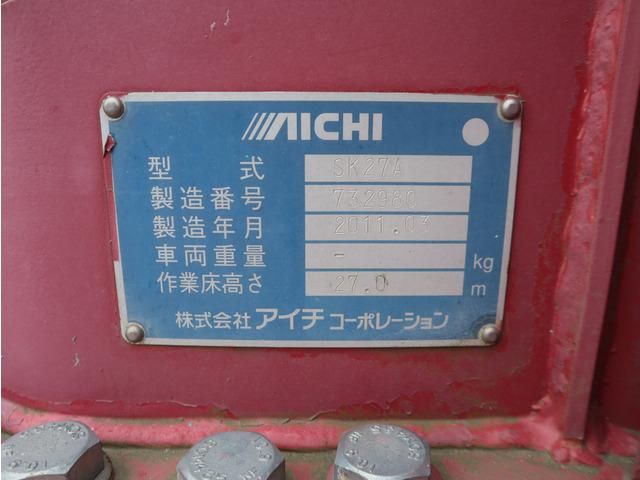 AICHI
型式 SK27A
製造番号 732980
製造年月 2011.03
車両重量 - kg
作業床高さ 27.0 m
株式会社アイチコーポレーション